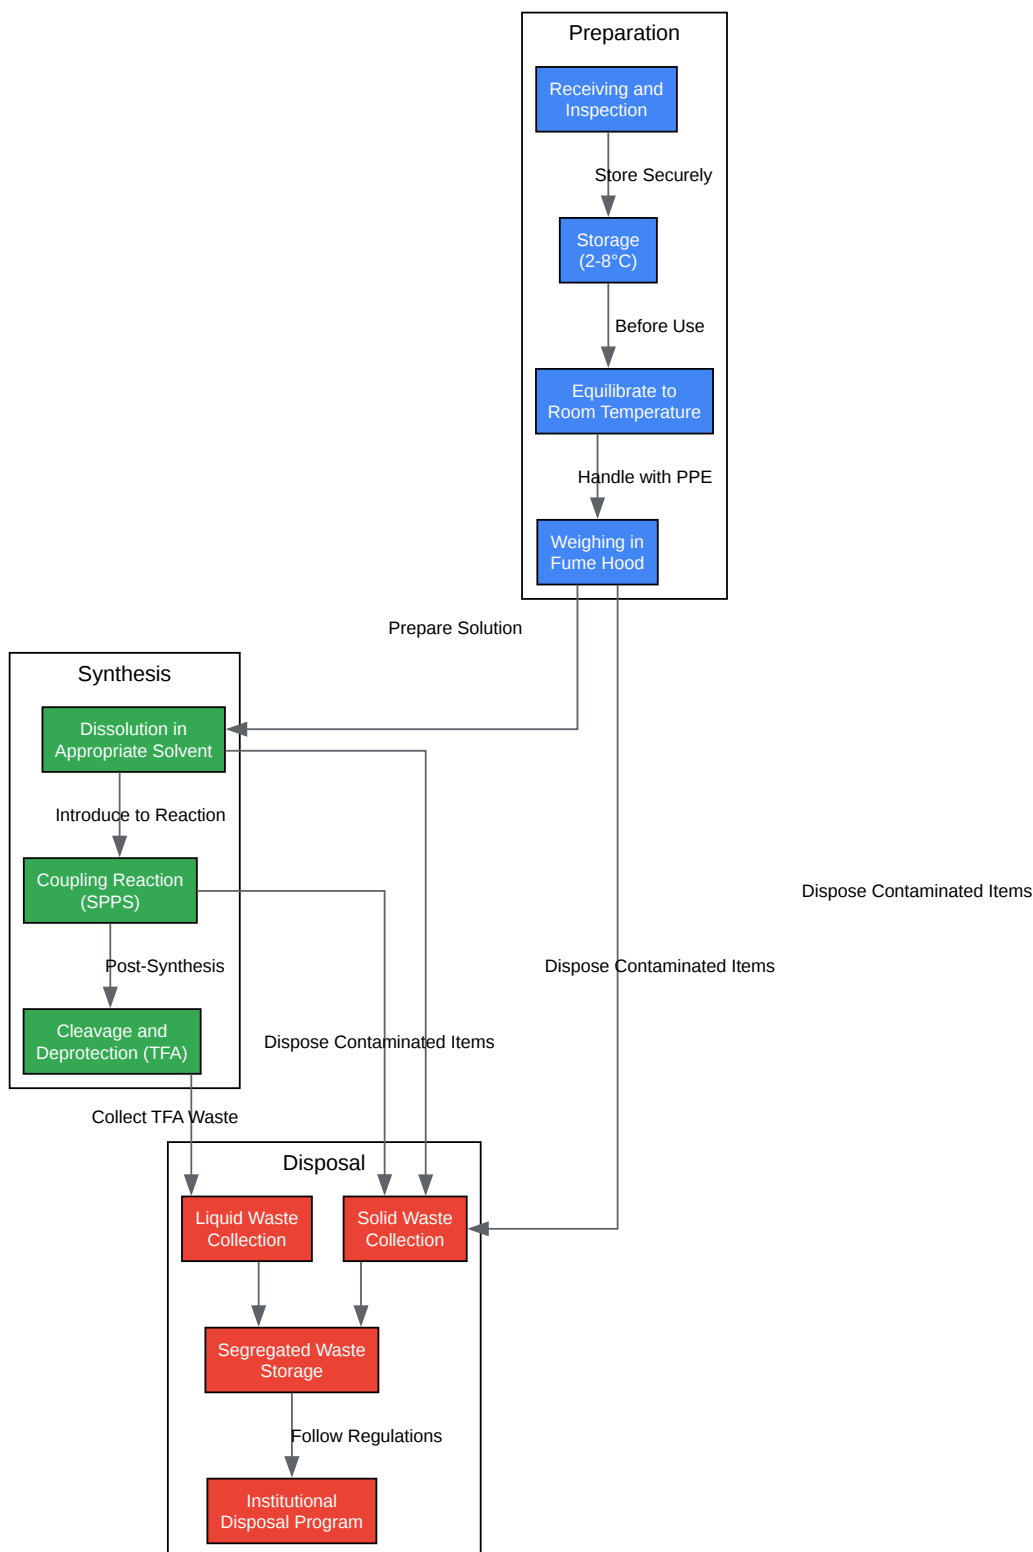 Preparation
Receiving and
Inspection
Store Securely
Storage
(2-8°C)
Before Use
Equilibrate to
Room Temperature
Handle with PPE
Weighing in
Fume Hood
Prepare Solution
Synthesis
Dissolution in
Appropriate Solvent
Introduce to Reaction
Coupling Reaction
(SPPS)
Dispose Contaminated Items
Post-Synthesis
Dispose Contaminated Items
Cleavage and
Deprotection (TFA)
Dispose Contaminated Items
Collect TFA Waste
Disposal
Liquid Waste
Collection
Solid Waste
Collection
Segregated Waste
Storage
Follow Regulations
Institutional
Disposal Program